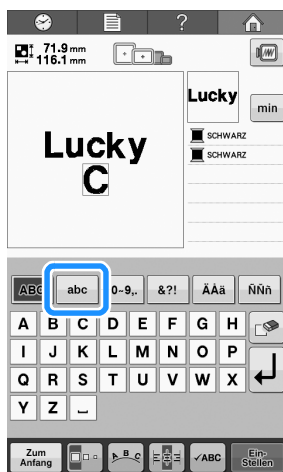 ?
71.9 mm
116.1 mm
Lucky
min
SCHWARZ
SCHWARZ
Lucky
C
ABC abc 0~9,. &?! ÄÀä ÑÑñ
A B C D E F G H
I J K L M N O P
Q R S T U V W X
Y Z
Zum Anfang A B C ✓ABC Ein- Stellen